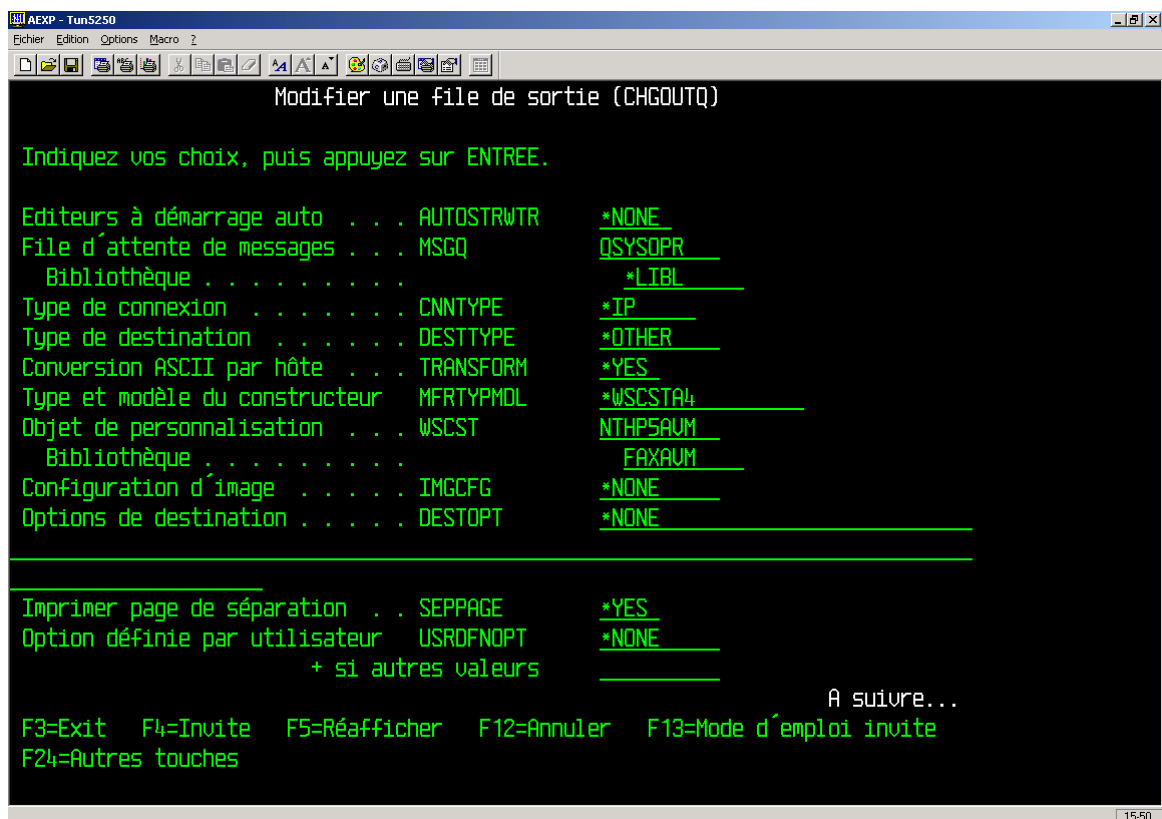 AEXP - Tun5250
Fichier Edition Options Macro ?
Modifier une file de sortie (CHGOUTQ)
Indiquez vos choix, puis appuyez sur ENTREE.
Editeurs à démarrage auto . . . AUTOSTRWTR *NONE
File d´attente de messages . . . MSGQ QSYSOPR
Bibliothèque . . . . . . . . . *LIBL
Type de connexion . . . . . . . CNNTYPE *IP
Type de destination . . . . . . DESTTYPE *OTHER
Conversion ASCII par hôte . . . TRANSFORM *YES
Type et modèle du constructeur MFRTYPMDL *WSCSTA4
Objet de personnalisation . . . WSCST NTHP5AVM
Bibliothèque . . . . . . . . . FAXAVM
Configuration d´image . . . . . IMGCFG *NONE
Options de destination . . . . . DESTOPT *NONE
Imprimer page de séparation . . SEPPAGE *YES
Option définie par utilisateur USRDFNOPT *NONE
+ si autres valeurs
A suivre...
F3=Exit F4=Invite F5=Réafficher F12=Annuler F13=Mode d´emploi invite
F24=Autres touches
15-50